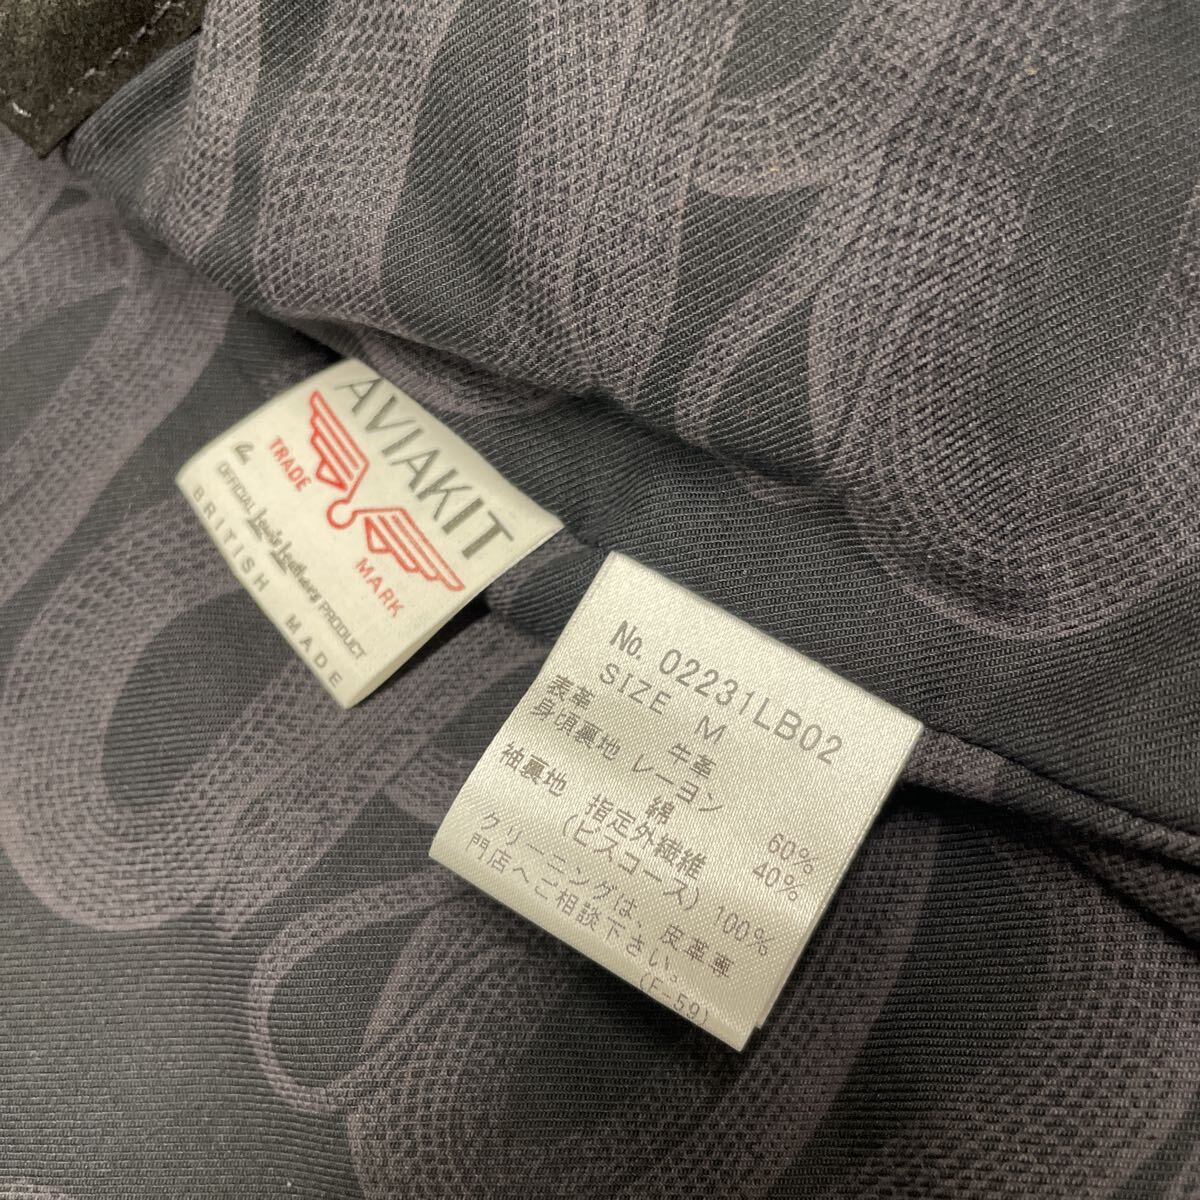 AVIAKIT
TRADE MARK
OFFICIAL Lewis Leathers PRODUCT
BRITISH MADE
No. 02231LB02
SIZE M
表革 牛革
身頃裏地 レーヨン 60%
綿 40%
袖裏地 指定外繊維
(ビスコース) 100%
クリーニングは、皮革専
門店へご相談下さい。
(F-59)